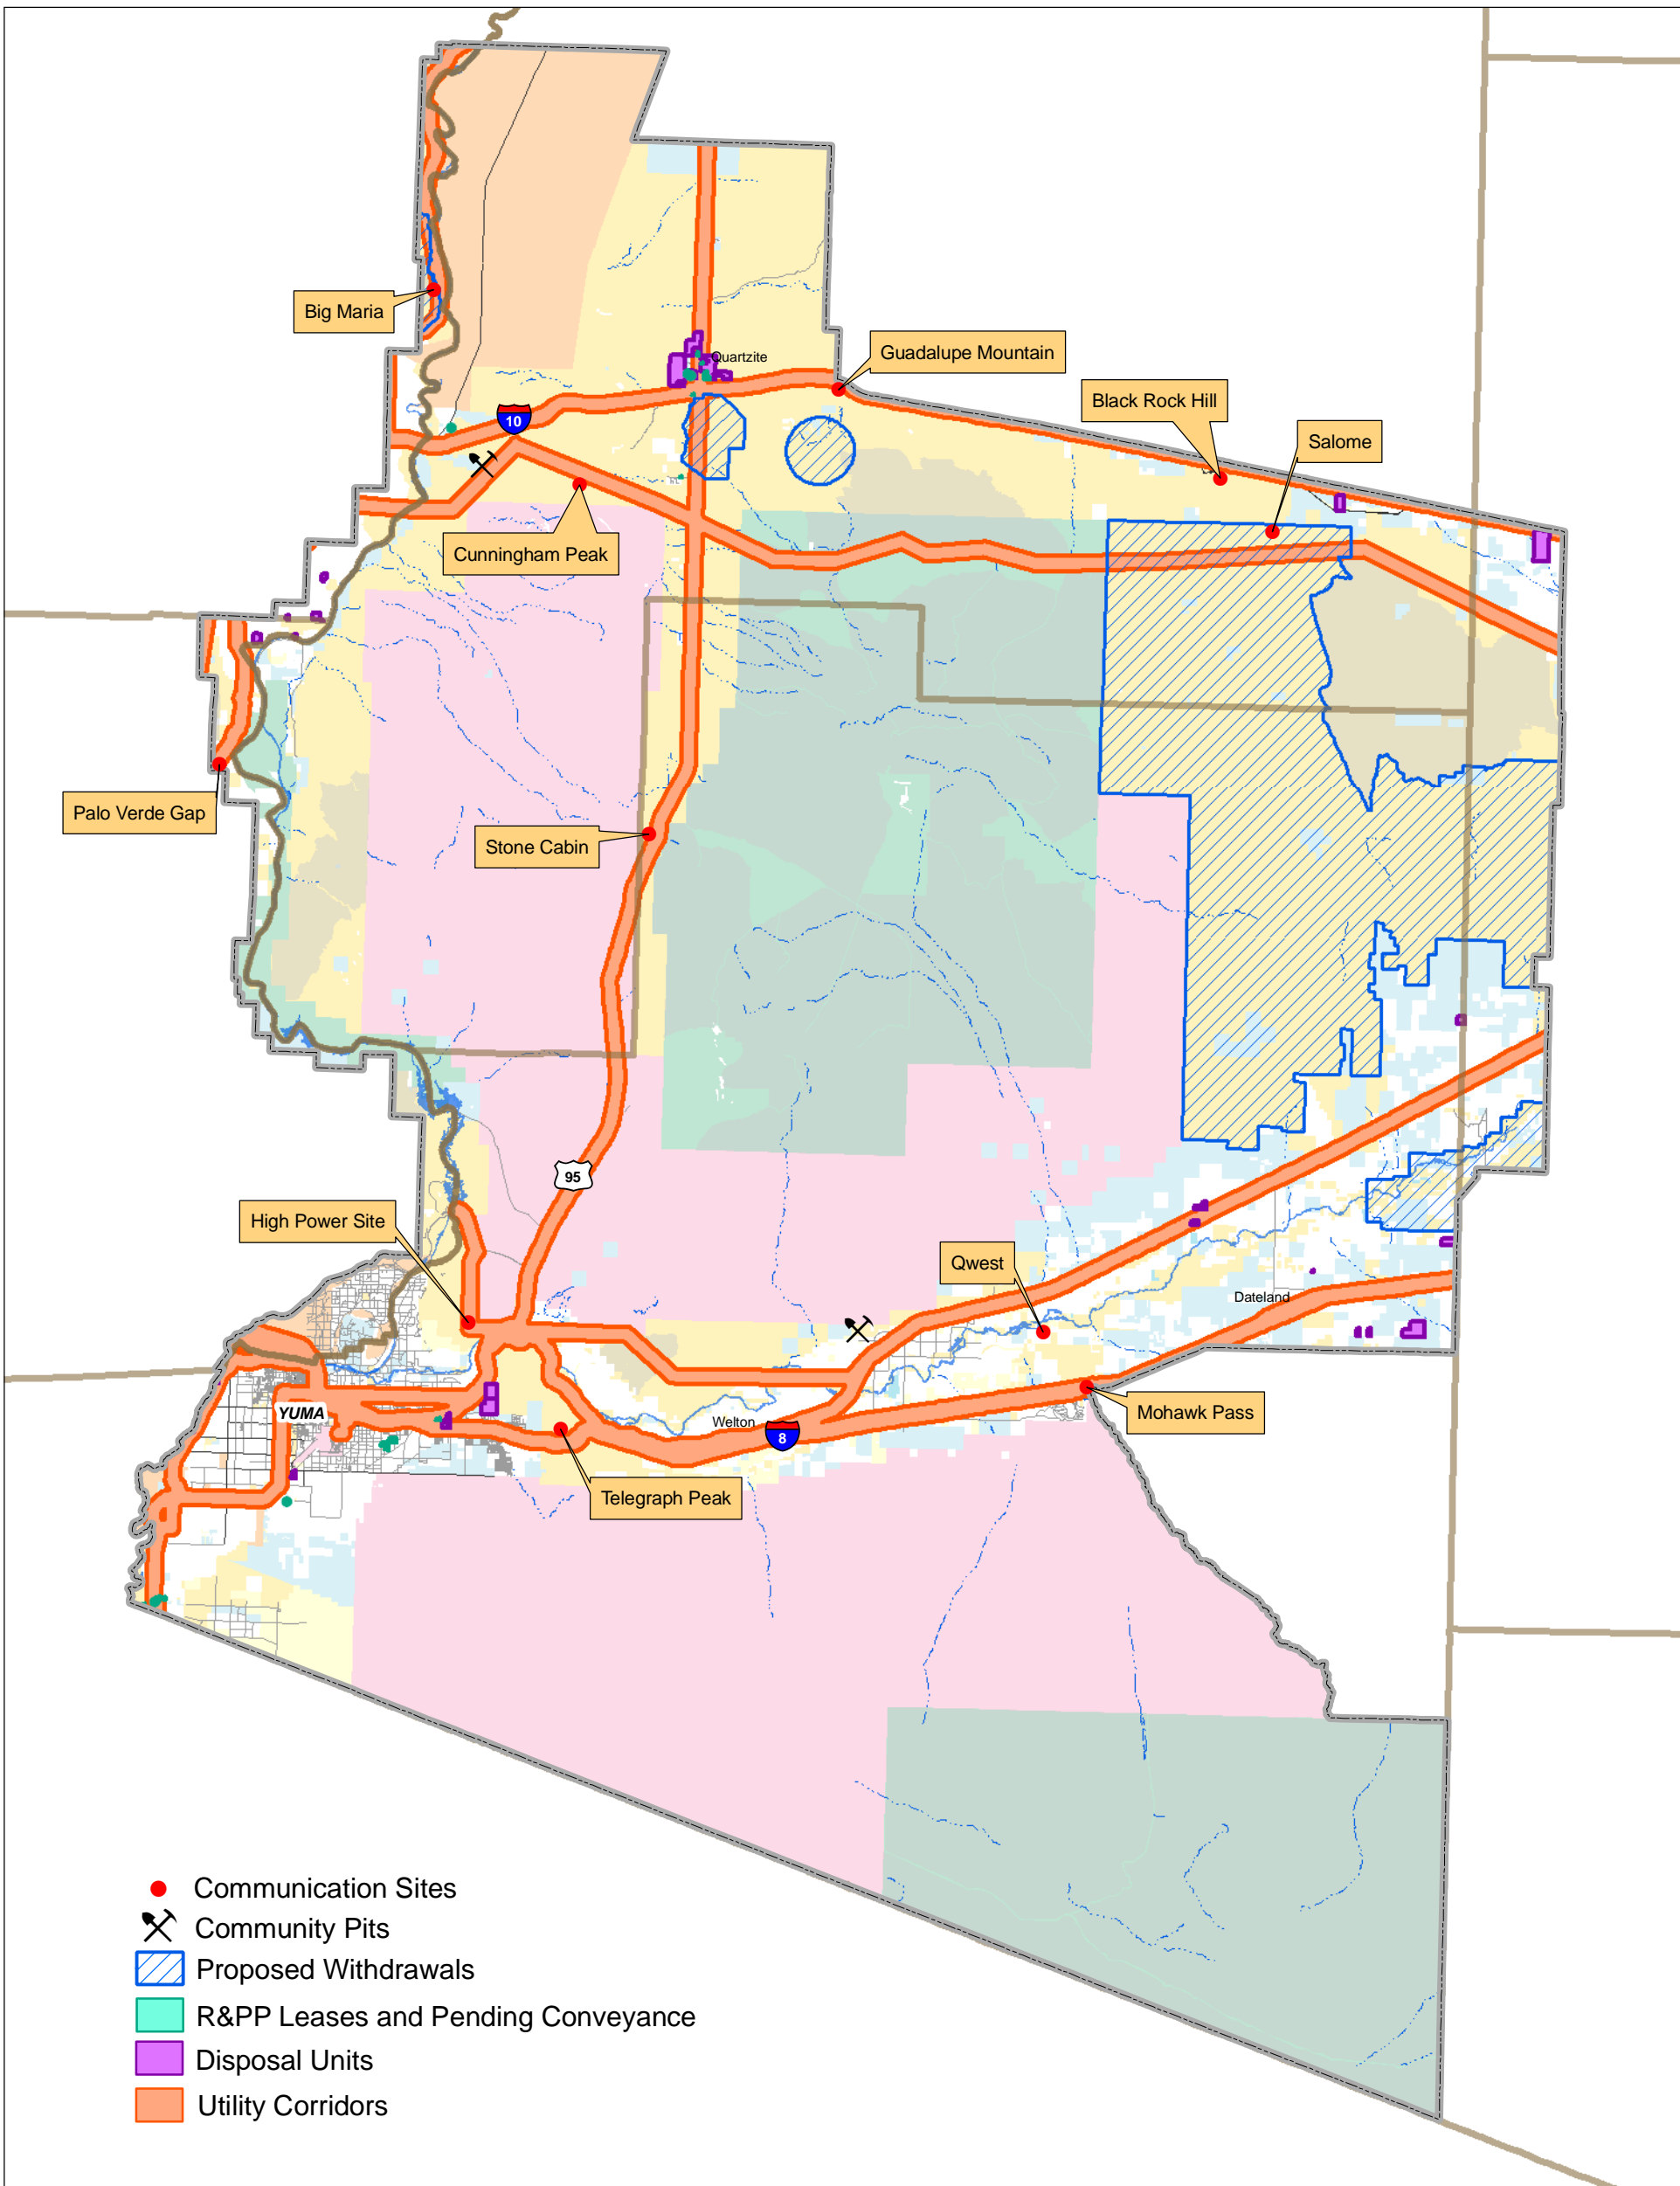 Big Maria
Quartzite
Guadalupe Mountain
Black Rock Hill
10
Salome
Cunningham Peak
Palo Verde Gap
Stone Cabin
95
High Power Site
Qwest
Dateland
YUMA
Welton
8
Mohawk Pass
Telegraph Peak
Communication Sites
Community Pits
Proposed Withdrawals
R&PP Leases and Pending Conveyance
Disposal Units
Utility Corridors